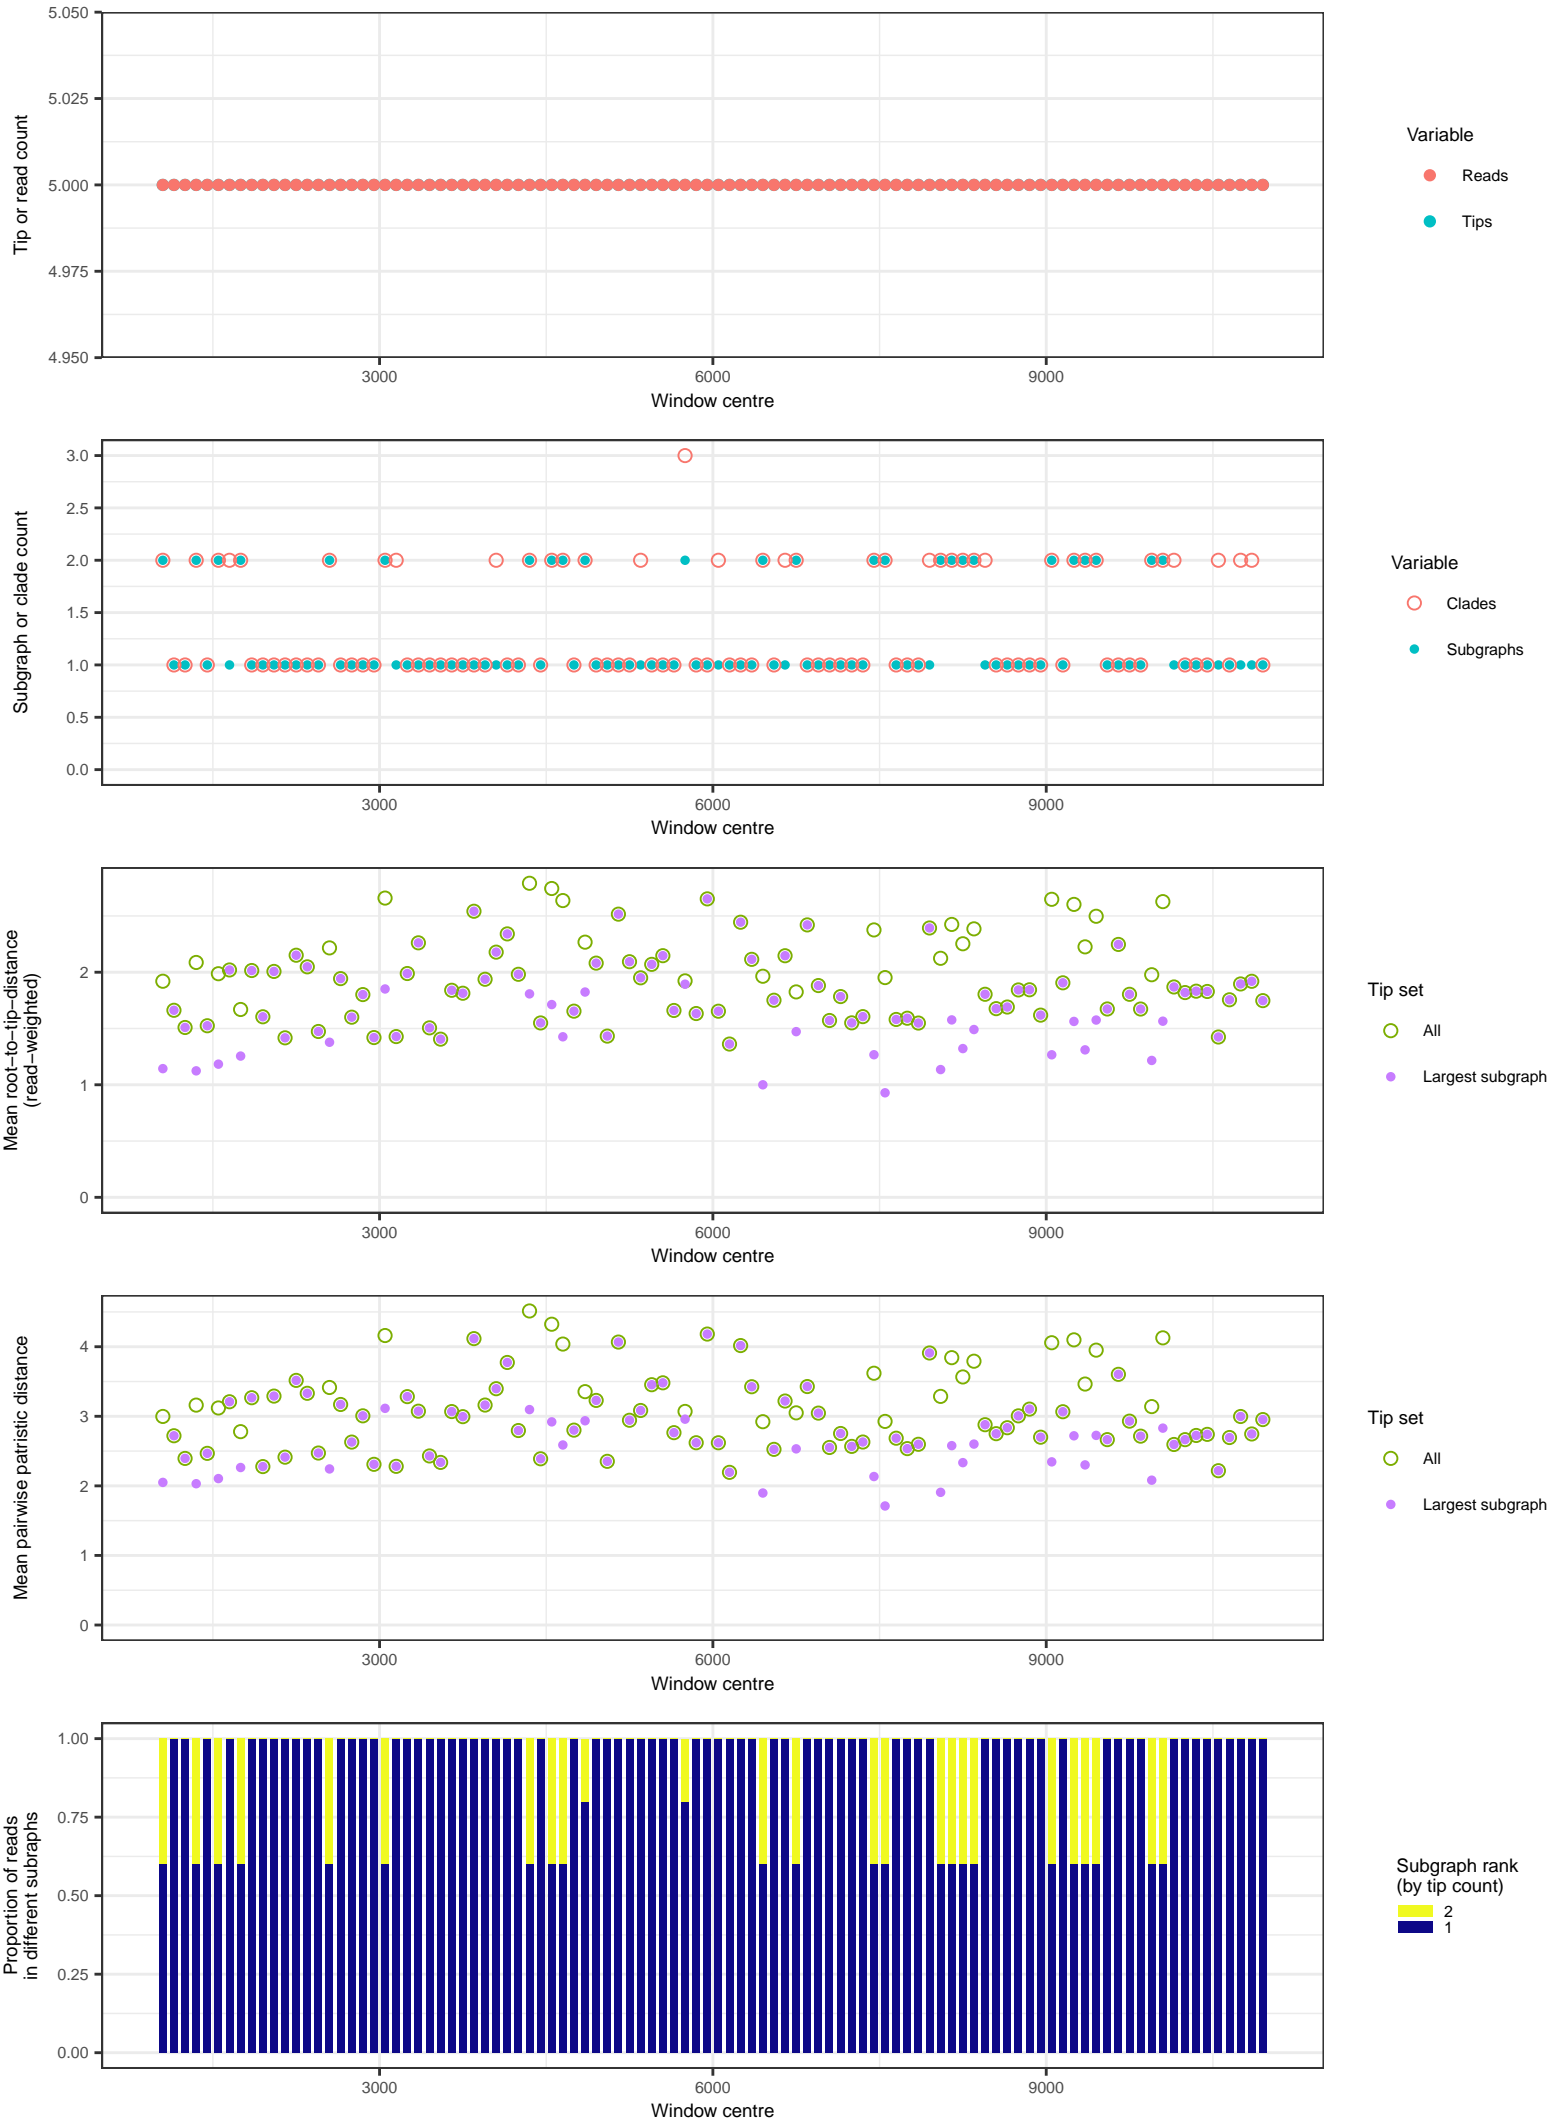 5.050
5.025
5.000
4.975
4.950
Tip or read count
3000
6000
9000
Window centre
Variable
Reads
Tips
3.0
2.5
2.0
1.5
1.0
0.5
0.0
Subgraph or clade count
3000
6000
9000
Window centre
Variable
Clades
Subgraphs
2
1
0
Mean root−to−tip−distance
(read−weighted)
3000
6000
9000
Window centre
Tip set
All
Largest subgraph
4
3
2
1
0
Mean pairwise patristic distance
3000
6000
9000
Window centre
Tip set
All
Largest subgraph
1.00
0.75
0.50
0.25
0.00
Proportion of reads
in different subraphs
3000
6000
9000
Window centre
Subgraph rank
(by tip count)
2
1